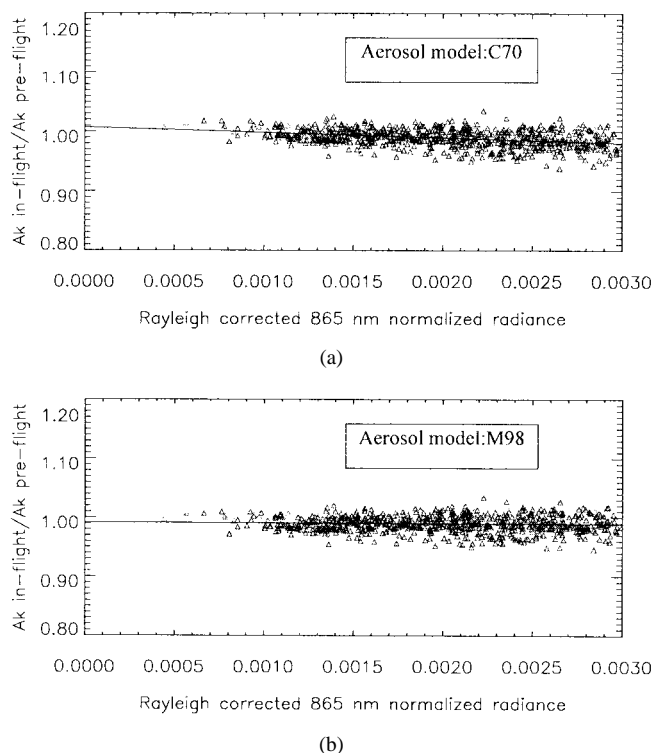 1.20
Aerosol model:C70
1.10
1.00
0.90
0.80
Ak in-flight/Ak pre-flight
0.0000 0.0005 0.0010 0.0015 0.0020 0.0025 0.0030
Rayleigh corrected 865 nm normalized radiance
(a)
1.20
Aerosol model:M98
1.10
1.00
0.90
0.80
Ak in-flight/Ak pre-flight
0.0000 0.0005 0.0010 0.0015 0.0020 0.0025 0.0030
Rayleigh corrected 865 nm normalized radiance
(b)